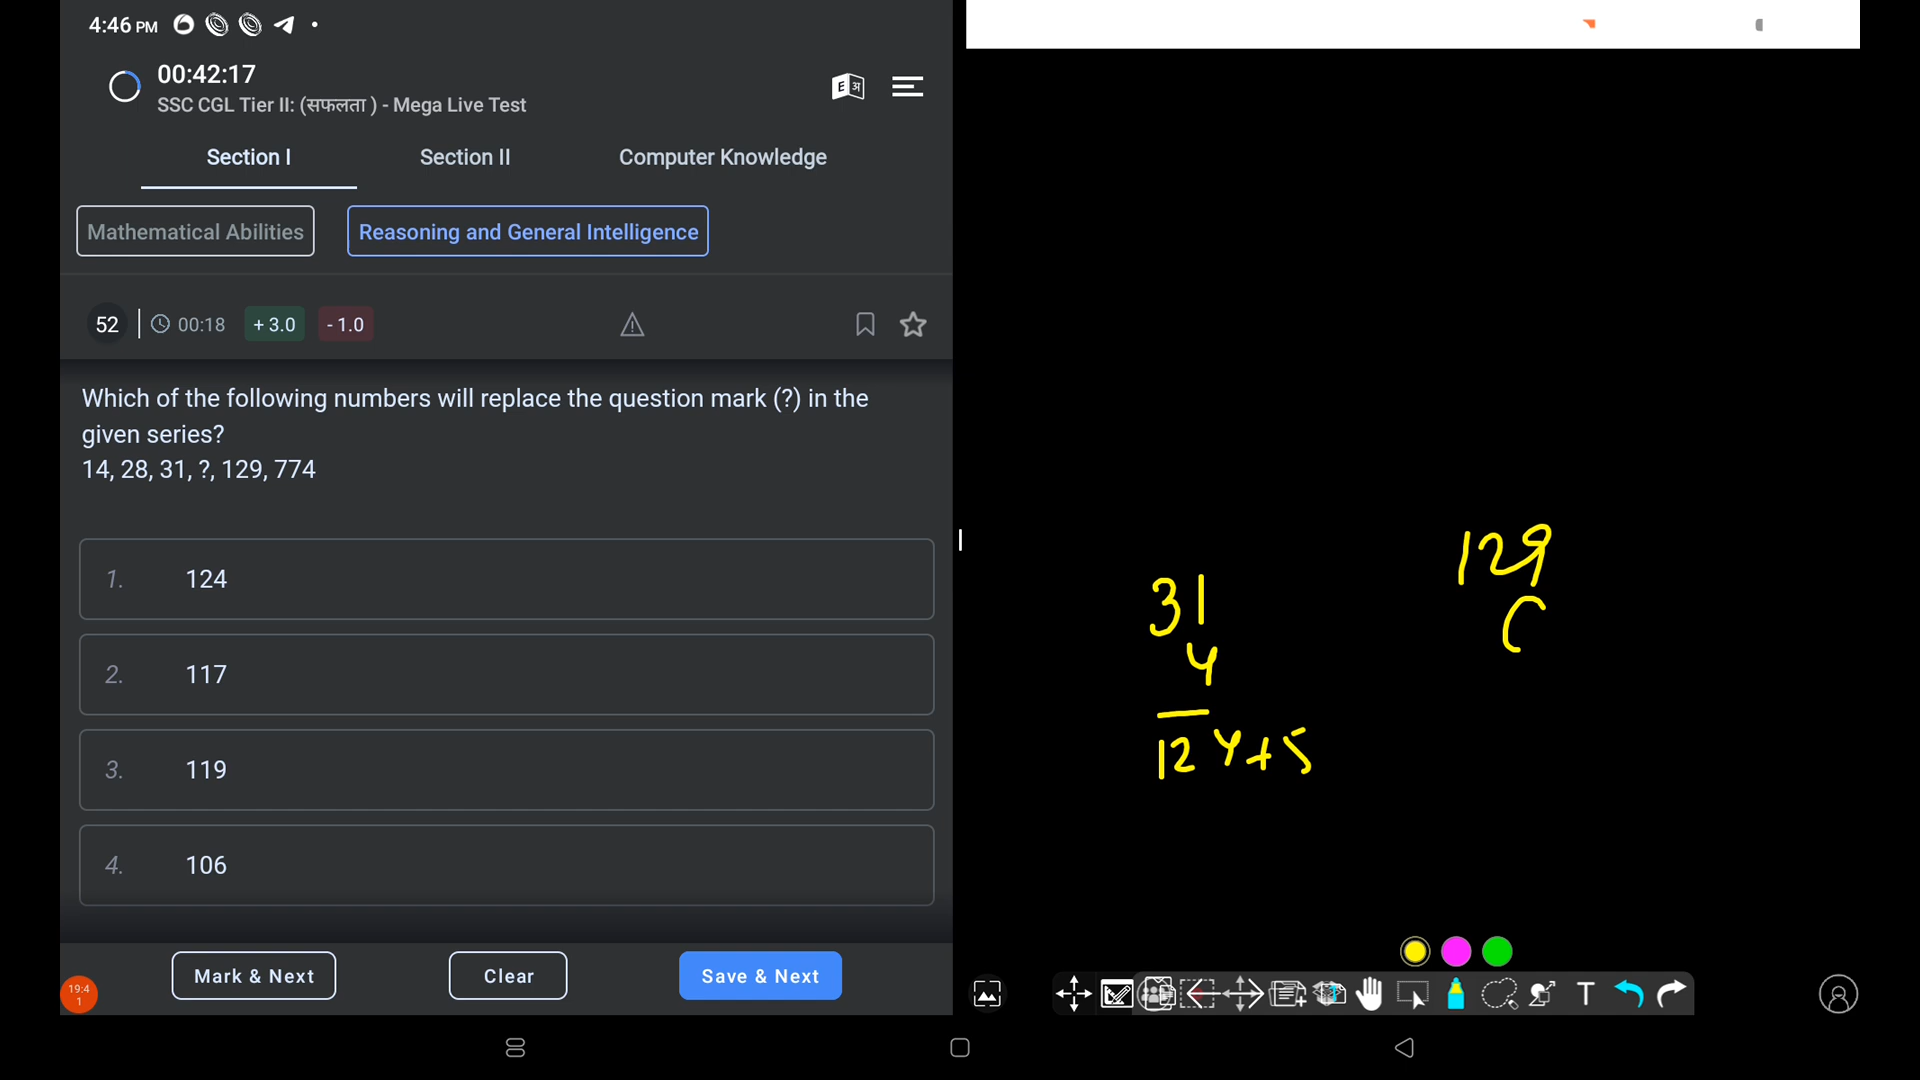 4:46 PM
00:42:17
SSC CGL Tier II: (सफलता ) - Mega Live Test
E अ
Section I Section II Computer Knowledge
Mathematical Abilities Reasoning and General Intelligence
52 00:18 + 3.0 - 1.0
Which of the following numbers will replace the question mark (?) in the
given series?
14, 28, 31, ?, 129, 774
1. 124
2. 117
3. 119
4. 106
Mark & Next Clear Save & Next
19:4
1
129
31
4
124+5
T